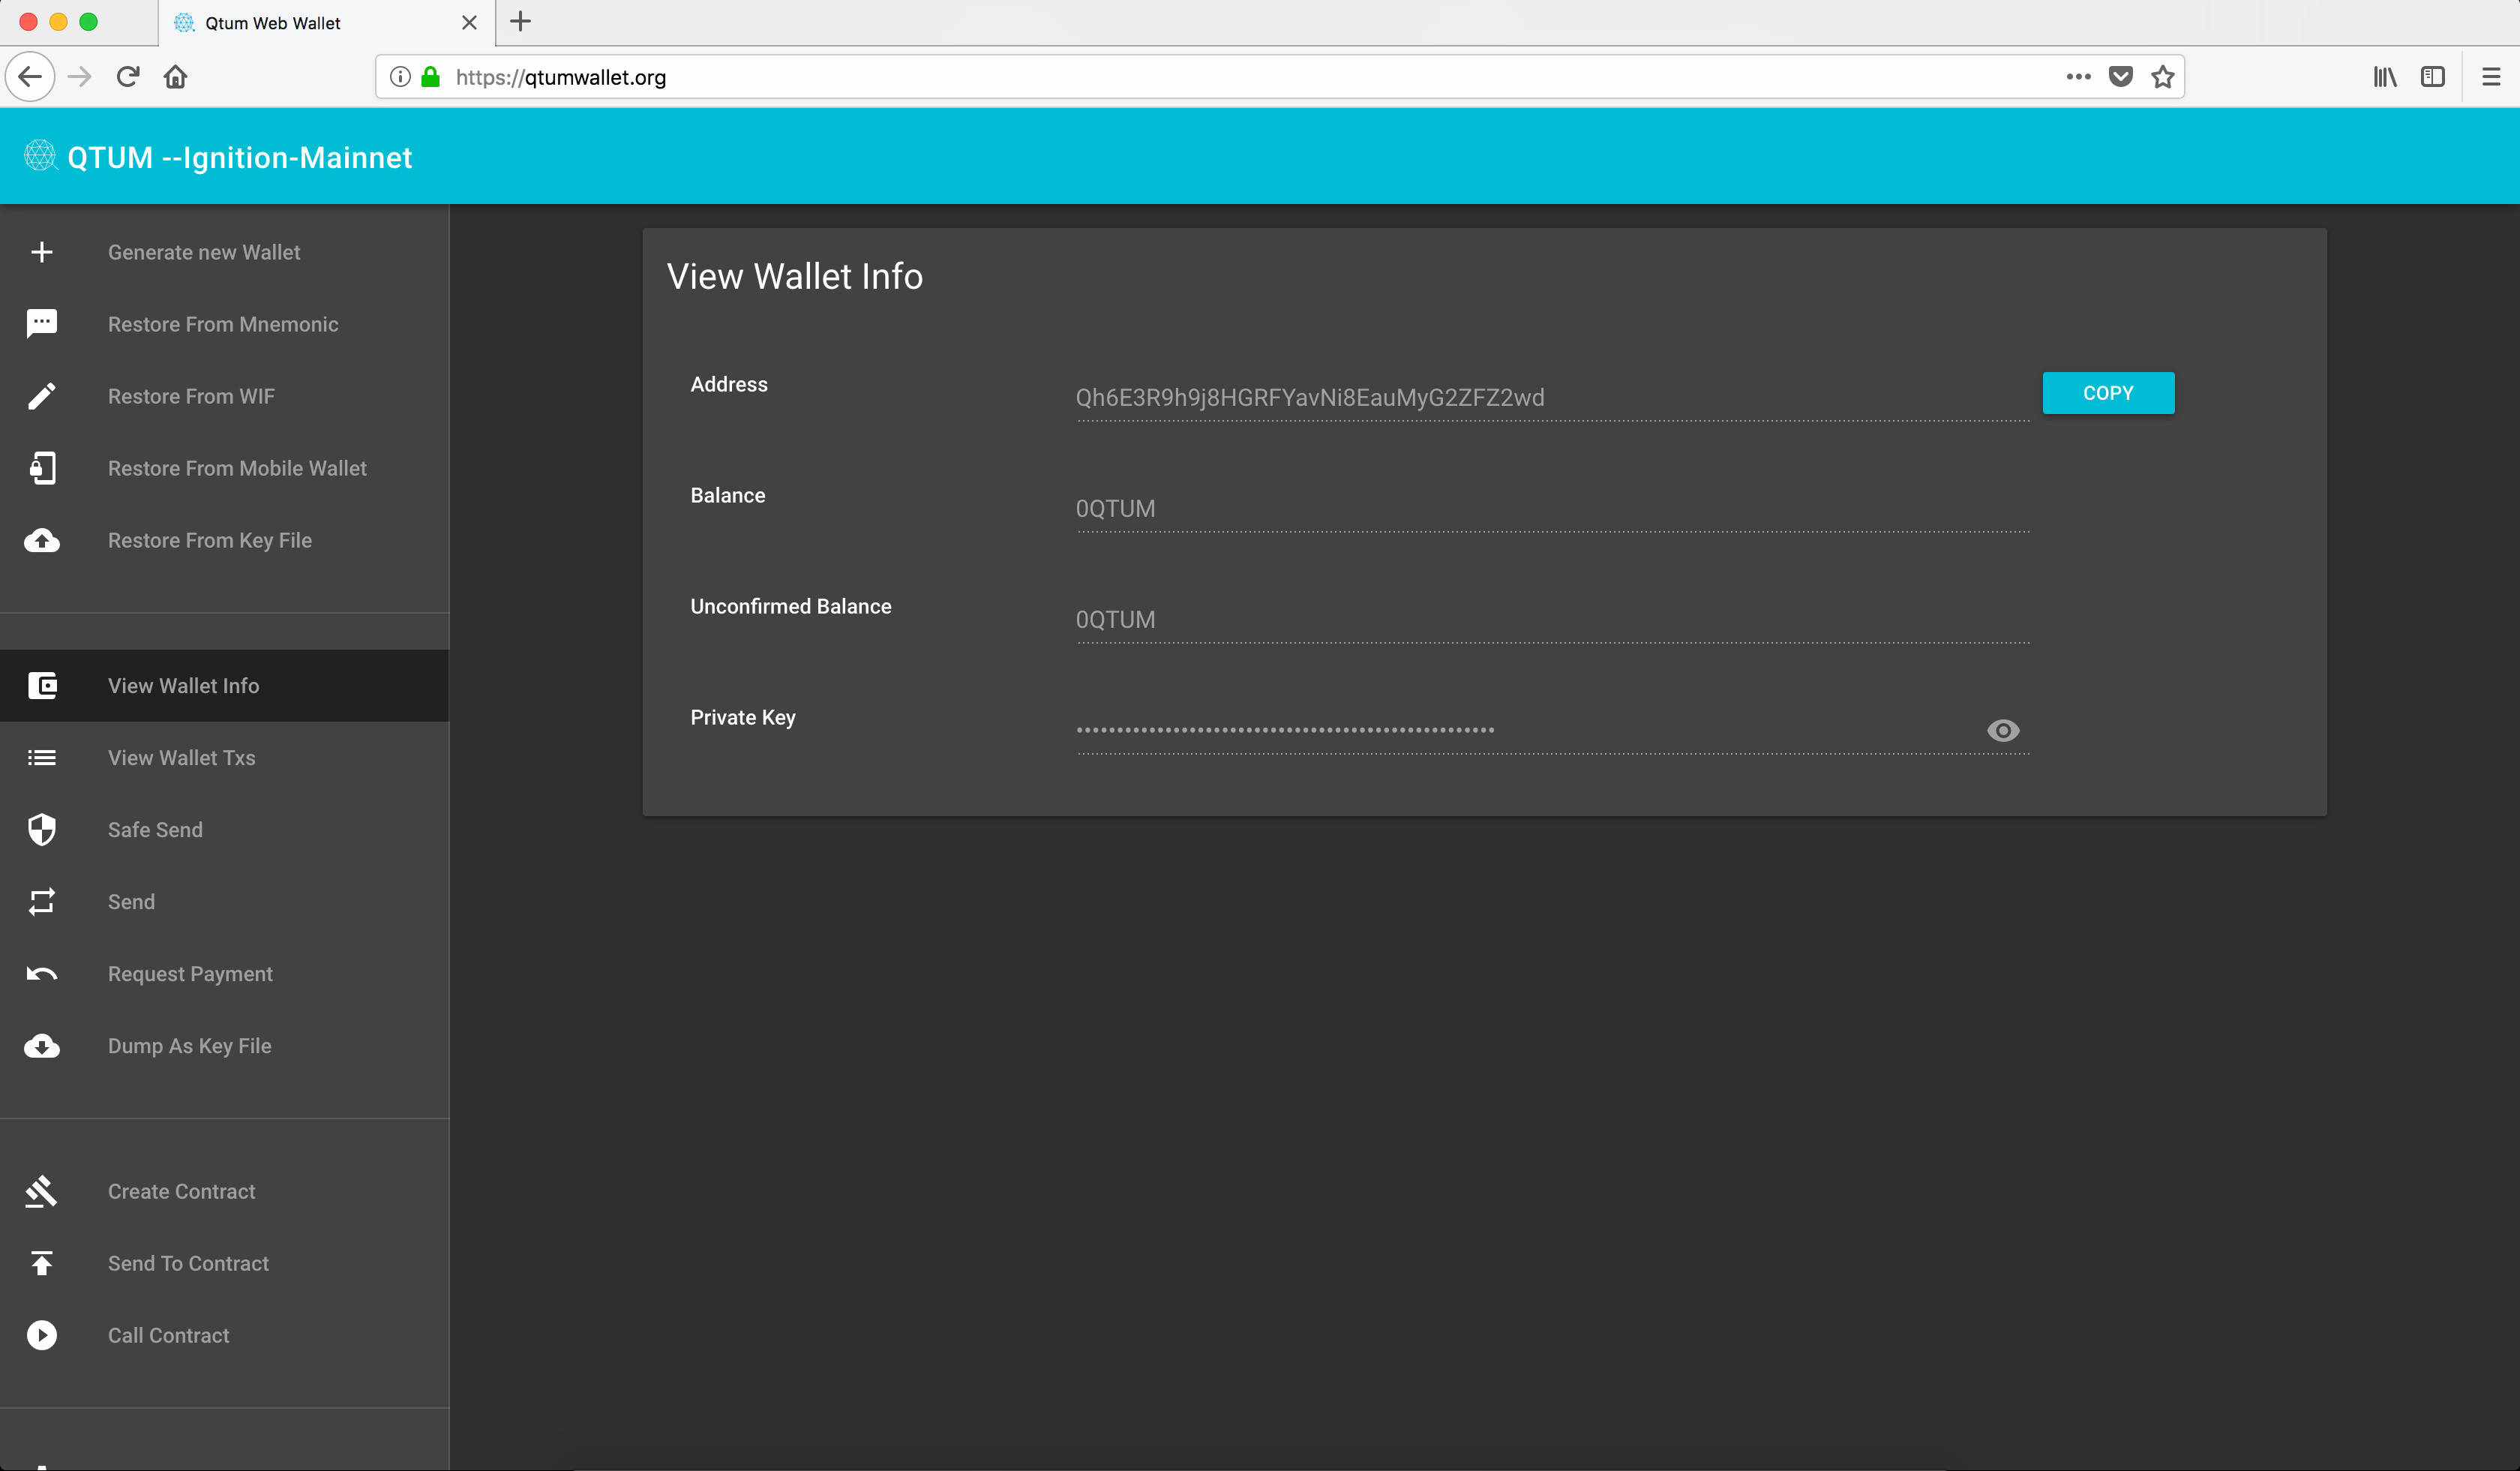 Qtum Web Wallet
https://qtumwallet.org
QTUM --Ignition-Mainnet
Generate new Wallet
Restore From Mnemonic
Restore From WIF
Restore From Mobile Wallet
Restore From Key File
View Wallet Info
View Wallet Txs
Safe Send
Send
Request Payment
Dump As Key File
Create Contract
Send To Contract
Call Contract
View Wallet Info
Address
Qh6E3R9h9j8HGRFYavNi8EauMyG2ZFZ2wd
COPY
Balance
0QTUM
Unconfirmed Balance
0QTUM
Private Key